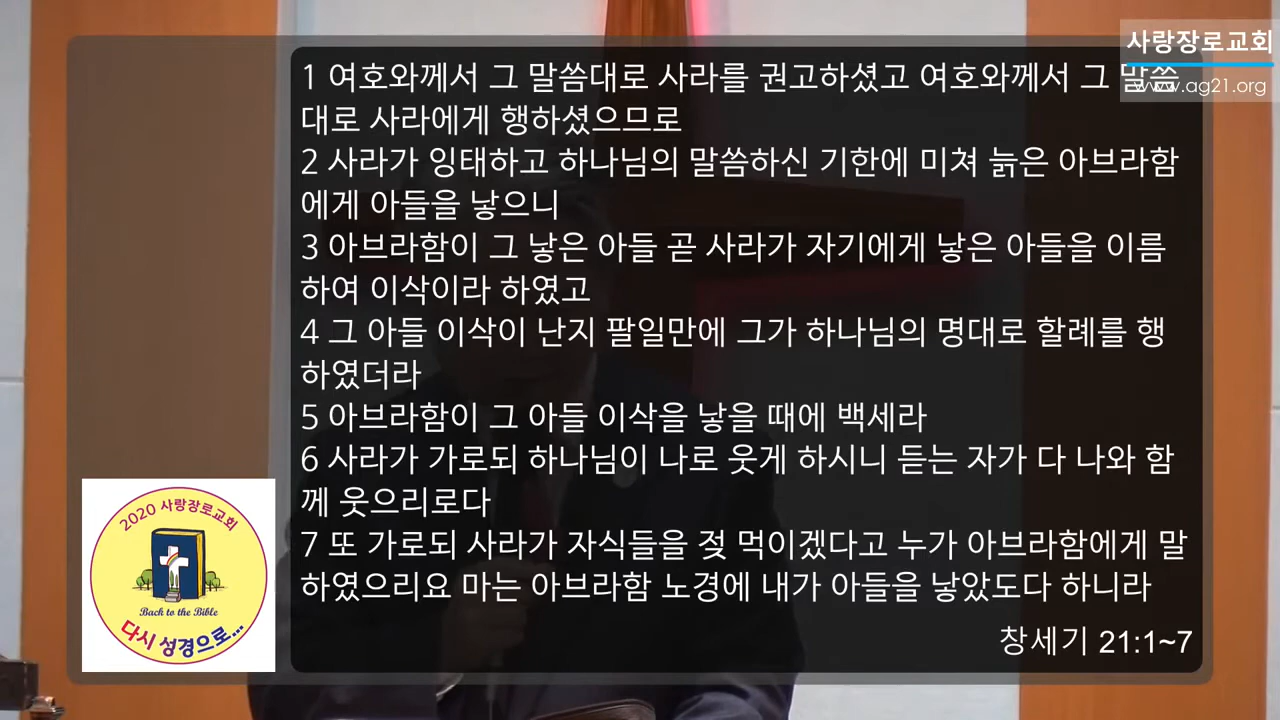 사랑장로교회
www.ag21.org
1 여호와께서 그 말씀대로 사라를 권고하셨고 여호와께서 그 말씀
대로 사라에게 행하셨으므로
2 사라가 잉태하고 하나님의 말씀하신 기한에 미쳐 늙은 아브라함
에게 아들을 낳으니
3 아브라함이 그 낳은 아들 곧 사라가 자기에게 낳은 아들을 이름
하여 이삭이라 하였고
4 그 아들 이삭이 난지 팔일만에 그가 하나님의 명대로 할례를 행
하였더라
5 아브라함이 그 아들 이삭을 낳을 때에 백세라
6 사라가 가로되 하나님이 나로 웃게 하시니 듣는 자가 다 나와 함
께 웃으리로다
7 또 가로되 사라가 자식들을 젖 먹이겠다고 누가 아브라함에게 말
하였으리요 마는 아브라함 노경에 내가 아들을 낳았도다 하니라
창세기 21:1~7
2020 사랑장로교회
Back to the Bible
다시 성경으로...